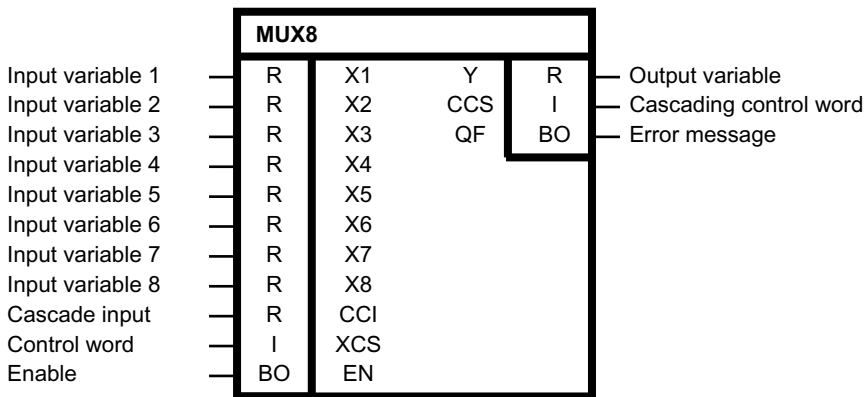 MUX8
Input variable 1 R X1 Y R Output variable
Input variable 2 R X2 CCS I Cascading control word
Input variable 3 R X3 QF BO Error message
Input variable 4 R X4
Input variable 5 R X5
Input variable 6 R X6
Input variable 7 R X7
Input variable 8 R X8
Cascade input R CCI
Control word I XCS
Enable BO EN